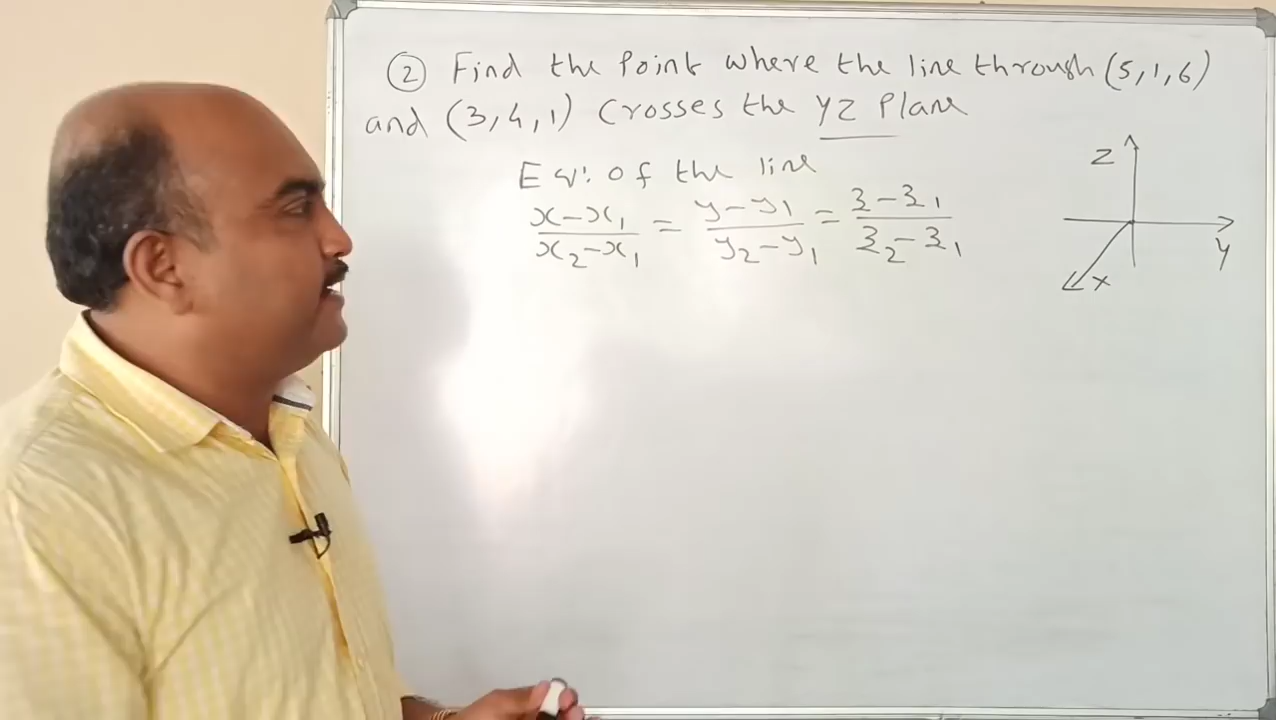 ② Find the Point where the line through (5,1,6)
and (3,4,1) Crosses the YZ Plane
Eqn: of the line
x-x₁/x₂-x₁ = y-y₁/y₂-y₁ = z-z₁/z₂-z₁
Z
y
x